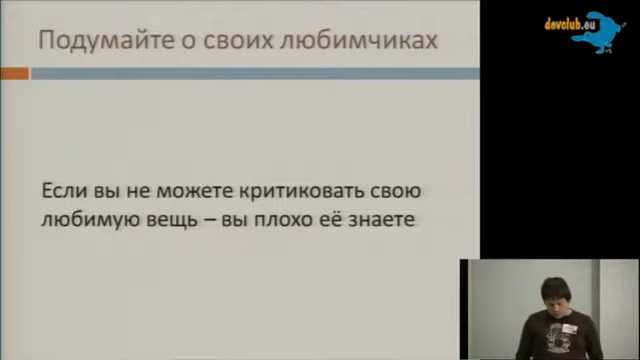 Подумайте о своих любимчиках
devclub.eu
Если вы не можете критиковать свою
любимую вещь – вы плохо её знаете